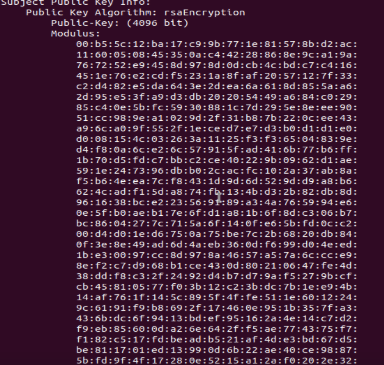 Subject Public Key Info:
Public Key Algorithm: rsaEncryption
Public-Key: (4096 bit)
Modulus:
00:b5:5c:12:ba:17:c9:9b:77:1e:81:57:8b:d2:ac:
11:60:05:08:45:35:0a:c4:42:28:86:8e:9c:a1:9a:
76:72:52:e9:45:8d:97:8d:0d:cb:4c:bd:c7:c4:16:
45:1e:76:e2:cd:f5:23:1a:8f:af:20:57:12:7f:33:
c2:d4:82:e5:da:64:3e:2d:ea:6a:61:8d:85:5a:a6:
2d:95:e5:3f:a9:d3:db:20:20:54:49:a6:84:c0:29:
85:c4:0e:5b:fc:59:30:88:1c:7d:29:5e:8e:ee:90:
51:cc:98:9e:a1:02:9d:2f:31:b8:7b:22:0c:ee:43:
a9:6c:a0:9f:55:2f:1e:ce:d7:e7:d3:b0:d1:d1:e0:
d0:08:15:4c:03:26:3a:11:25:f3:f3:65:04:83:9e:
d4:f8:0a:6c:e2:6c:57:91:5f:ad:41:6b:77:b6:ff:
1b:70:d5:fd:c7:bb:c2:ce:40:22:9b:09:62:d1:ae:
59:1e:24:73:96:db:b0:2c:ac:fc:10:2a:37:ab:8a:
f5:b6:4e:ea:7c:f8:43:1d:9d:6d:52:9d:d9:a8:b6:
62:4c:ad:f1:5d:a8:74:fb:13:4b:d3:2b:82:db:8d:
96:16:38:bc:e2:23:56:91:89:a3:4a:76:59:94:e6:
0e:5f:b0:ae:b1:7e:6f:d1:a8:1b:6f:8d:c3:06:b7:
bc:86:04:27:7c:71:5a:6f:14:0f:e6:5b:fd:0c:c2:
00:d4:d0:1e:d6:75:0a:75:be:7c:2b:68:20:db:84:
0f:3e:8e:49:ad:6d:4a:eb:36:0d:f6:99:d0:4e:ed:
1b:e3:00:97:cc:8d:97:8a:46:57:a5:7a:6c:cc:e9:
8e:f2:c7:d9:68:b1:ce:43:0d:80:21:06:47:fe:4d:
38:dd:f8:c3:2f:24:92:d4:b7:d7:9a:f5:27:9b:cf:
cb:45:81:05:77:f0:3b:12:c2:3b:dc:7b:1e:e9:4b:
14:af:76:1f:14:5c:89:5f:4f:fe:51:1e:60:12:24:
9c:61:91:f9:b8:69:2f:17:46:0e:95:1b:35:7f:a3:
43:6b:dc:6f:94:13:bd:ef:95:16:2a:4e:14:c7:d2:
f9:eb:85:60:0d:a2:6e:64:2f:f5:ae:77:43:75:f7:
f1:82:c5:17:fd:be:ad:b5:21:af:4d:e3:bd:67:d5:
be:81:17:01:ed:13:99:0d:6b:22:ae:40:ce:98:87:
5b:fd:9f:4f:17:28:0e:52:15:a1:2a:f0:20:2e:32: